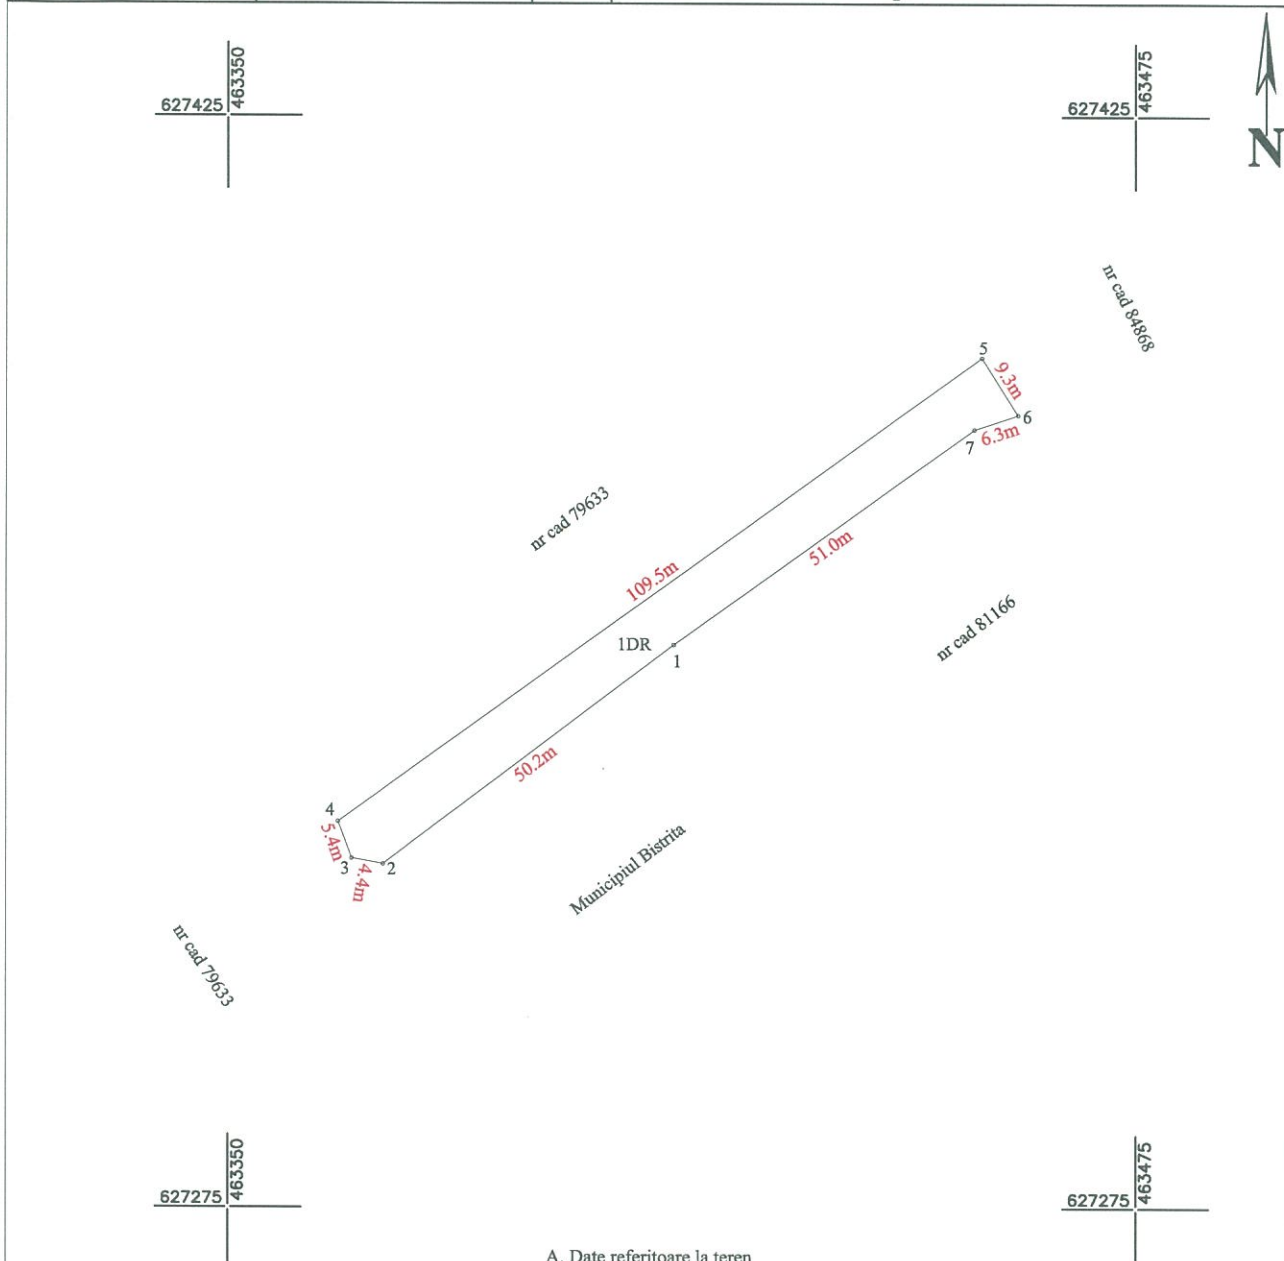 463350
627425
463475
627425
N
nr cad 84868
5
9.3m
6
6.3m
7
nr cad 79633
51.0m
109.5m
nr cad 81166
1DR
1
50.2m
4
5.4m
3
2
4.4m
Municipiul Bistrita
nr cad 79633
463350
627275
463475
627275
A. Date referitoare la teren